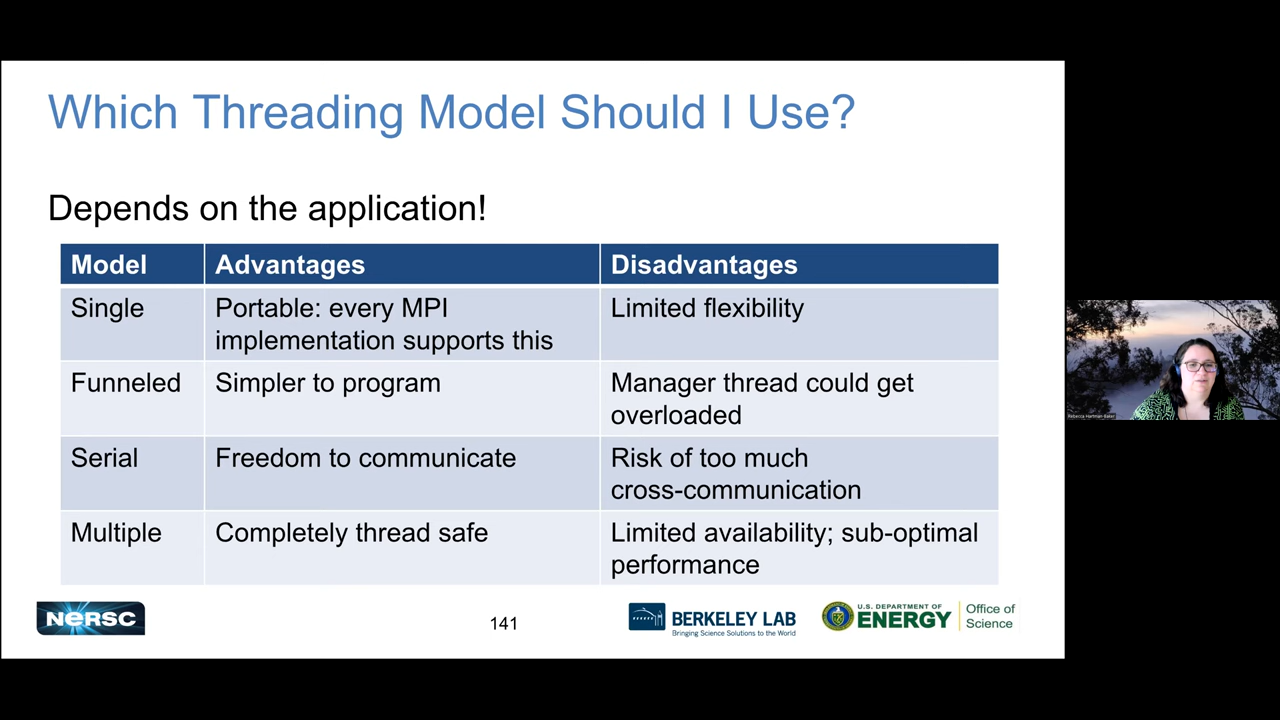 Which Threading Model Should I Use?
Depends on the application!
Model Advantages Disadvantages
Single Portable: every MPI Limited flexibility
implementation supports this
Funneled Simpler to program Manager thread could get
overloaded
Serial Freedom to communicate Risk of too much
cross-communication
Multiple Completely thread safe Limited availability; sub-optimal
performance
NERSC
141
BERKELEY LAB
Bringing Science Solutions to the World
U.S. DEPARTMENT OF
ENERGY
Office of
Science
Rebecca Hartman-Baker